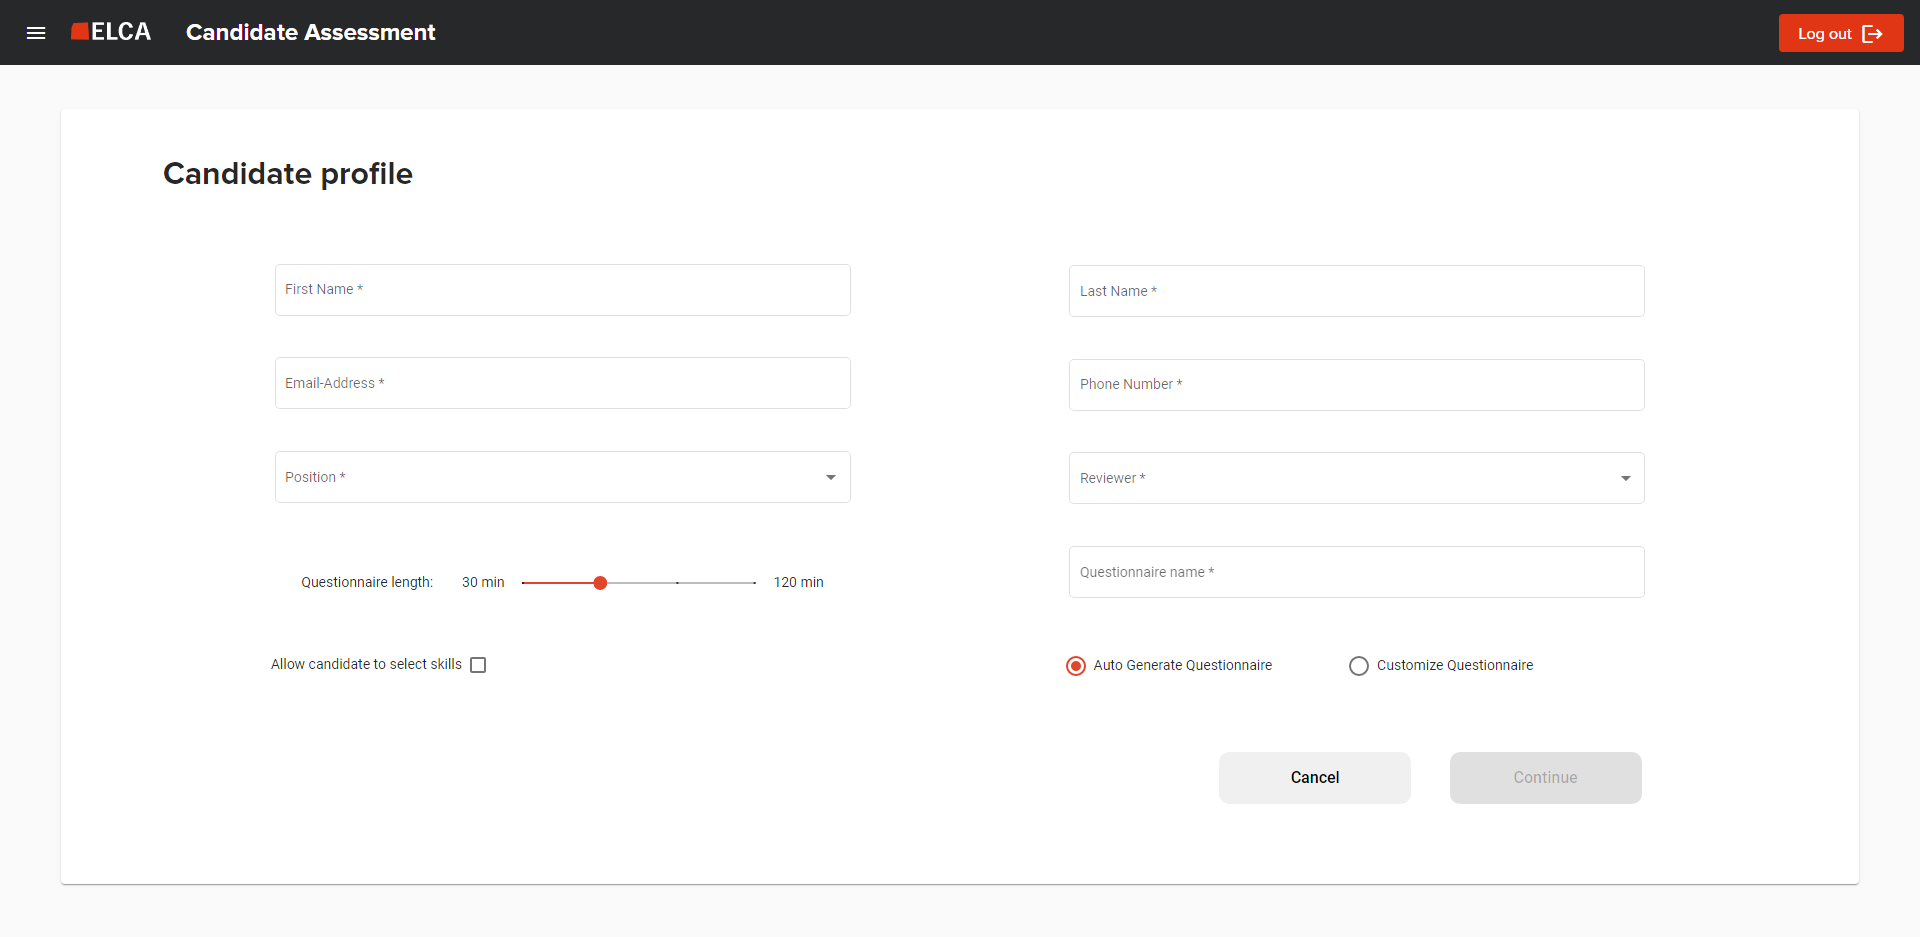 ELCA
Candidate Assessment
Log out
Candidate profile
First Name *
Last Name *
Email-Address *
Phone Number *
Position *
Reviewer *
Questionnaire length: 30 min 120 min
Questionnaire name *
Allow candidate to select skills
Auto Generate Questionnaire
Customize Questionnaire
Cancel
Continue